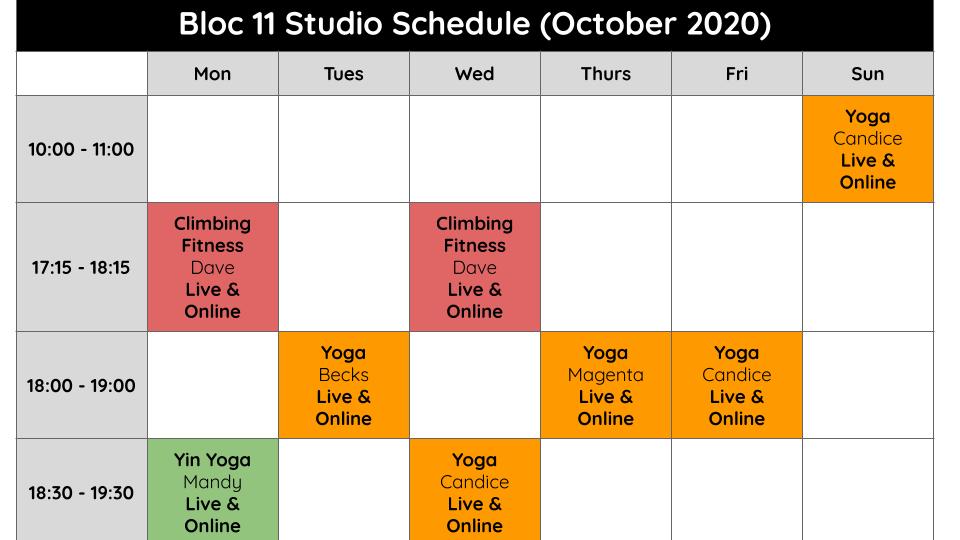 Bloc 11 Studio Schedule (October 2020)
Mon Tues Wed Thurs Fri Sun
10:00 - 11:00
Yoga
Candice
Live &
Online
17:15 - 18:15
Climbing
Fitness
Dave
Live &
Online
Climbing
Fitness
Dave
Live &
Online
18:00 - 19:00
Yoga
Becks
Live &
Online
Yoga
Magenta
Live &
Online
Yoga
Candice
Live &
Online
18:30 - 19:30
Yin Yoga
Mandy
Live &
Online
Yoga
Candice
Live &
Online